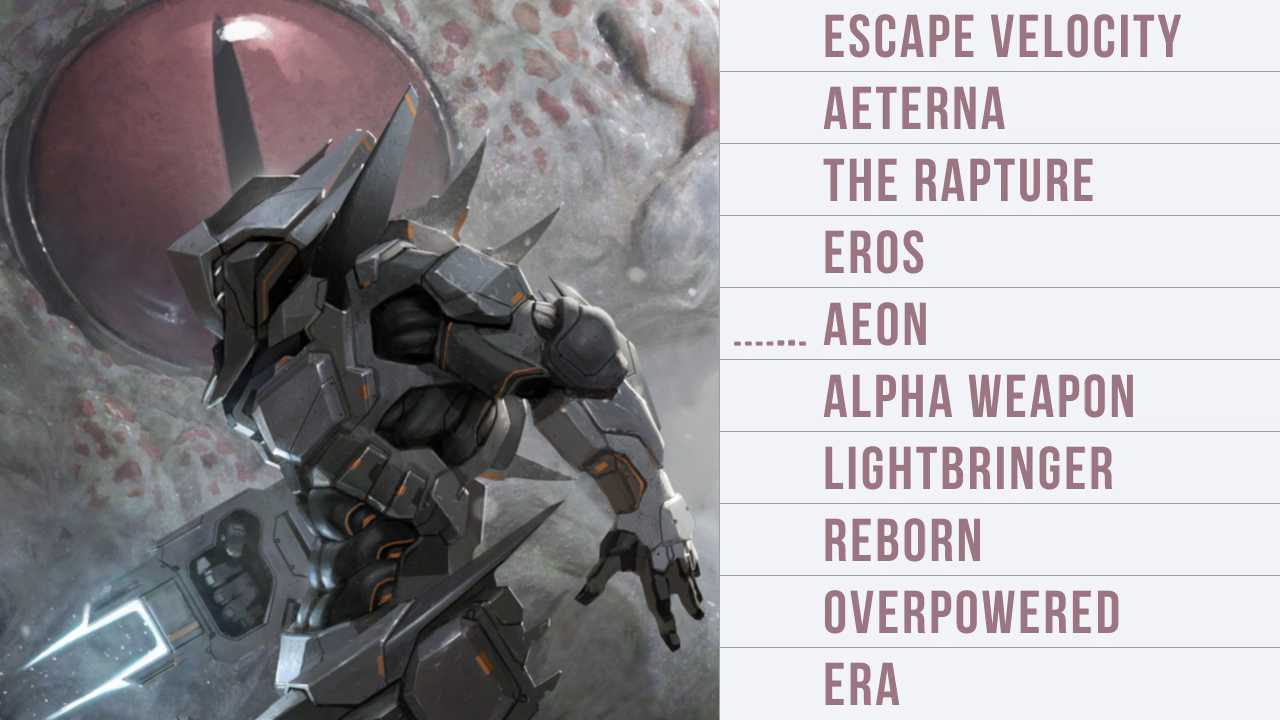 ESCAPE VELOCITY
AETERNA
THE RAPTURE
EROS
AEON
ALPHA WEAPON
LIGHTBRINGER
REBORN
OVERPOWERED
ERA